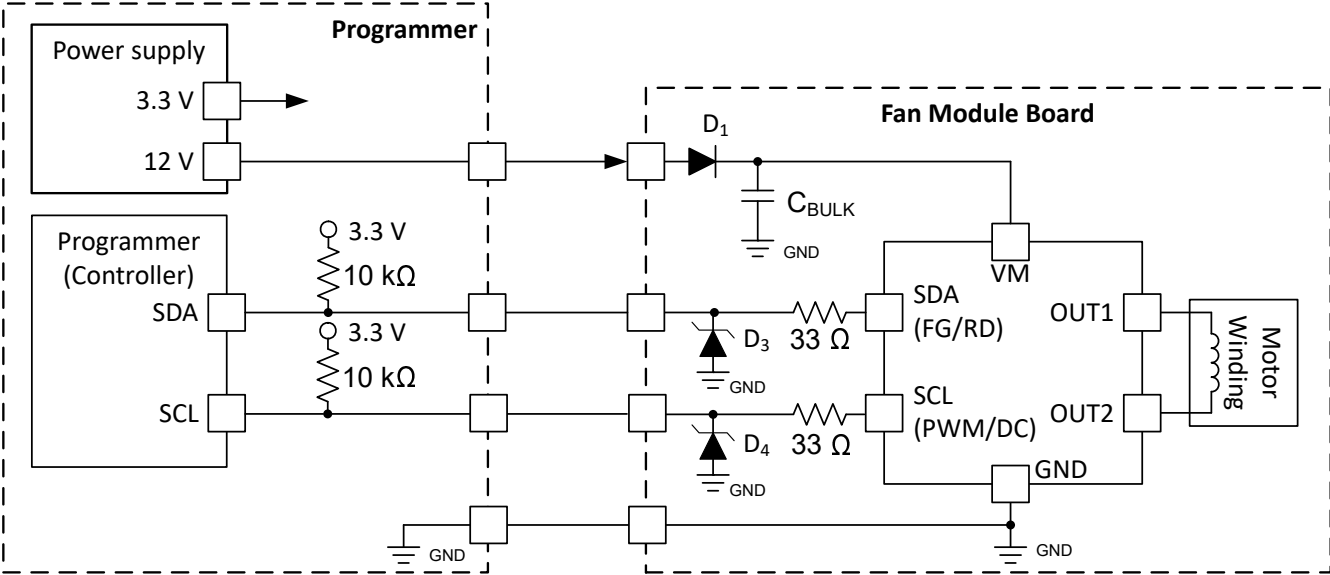 Programmer
Power supply
3.3 V
12 V
Programmer
(Controller)
SDA
SCL
3.3 V
10 kΩ
3.3 V
10 kΩ
GND
Fan Module Board
D₁
C_BULK
GND
D₃
GND
33 Ω
D₄
GND
33 Ω
VM
SDA
(FG/RD)
SCL
(PWM/DC)
OUT1
OUT2
GND
GND
Motor
Winding